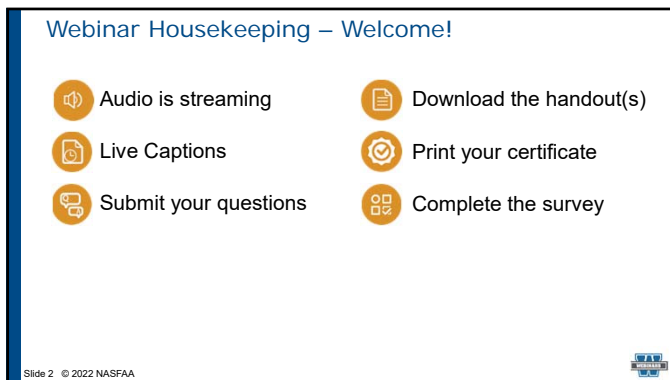 Webinar Housekeeping – Welcome!
Audio is streaming
Live Captions
Submit your questions
Download the handout(s)
Print your certificate
Complete the survey
Slide 2 © 2022 NASFAA
W
WEBINARS